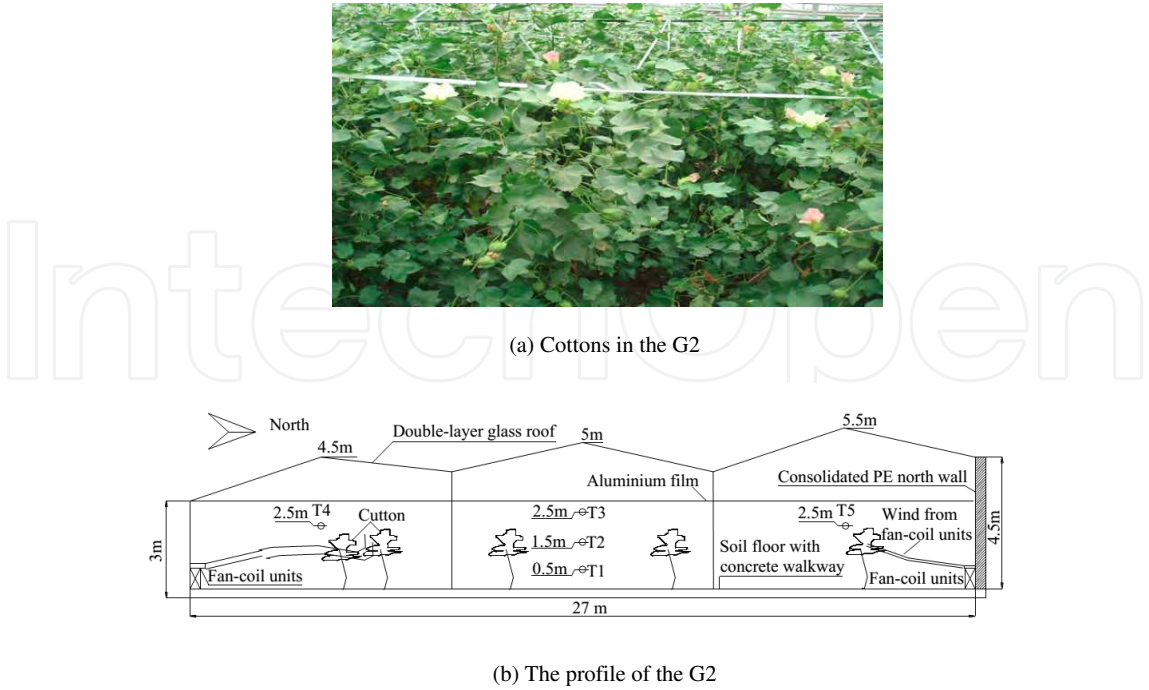 IntechOpen
(a) Cottons in the G2
North
Double-layer glass roof
4.5m
5m
5.5m
Consolidated PE north wall
Aluminium film
2.5m T4
Cutton
2.5m T3
2.5m T5
Wind from
fan-coil units
3m
1.5m T2
Soil floor with
concrete walkway
4.5m
0.5m T1
Fan-coil units
Fan-coil units
27 m
(b) The profile of the G2